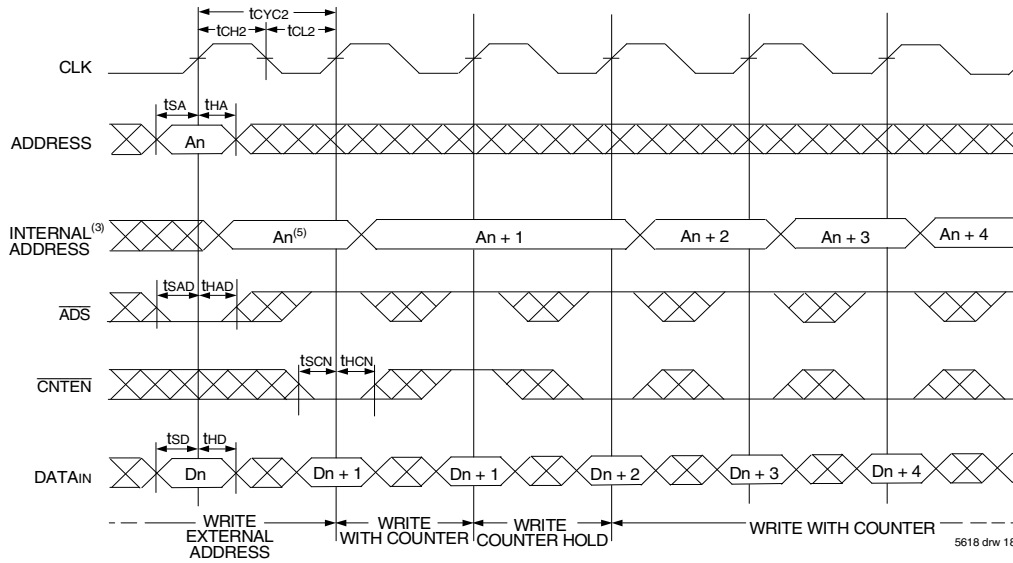 tCYC2
tCH2 tCL2
CLK
tSA tHA
ADDRESS An
INTERNAL(3)
ADDRESS An(5) An + 1 An + 2 An + 3 An + 4
tSAD tHAD
ADS
tSCN tHCN
CNTEN
tSD tHD
DATAIN Dn Dn + 1 Dn + 1 Dn + 2 Dn + 3 Dn + 4
WRITE
EXTERNAL
ADDRESS
WRITE
WITH COUNTER
WRITE
COUNTER HOLD
WRITE WITH COUNTER
5618 drw 18